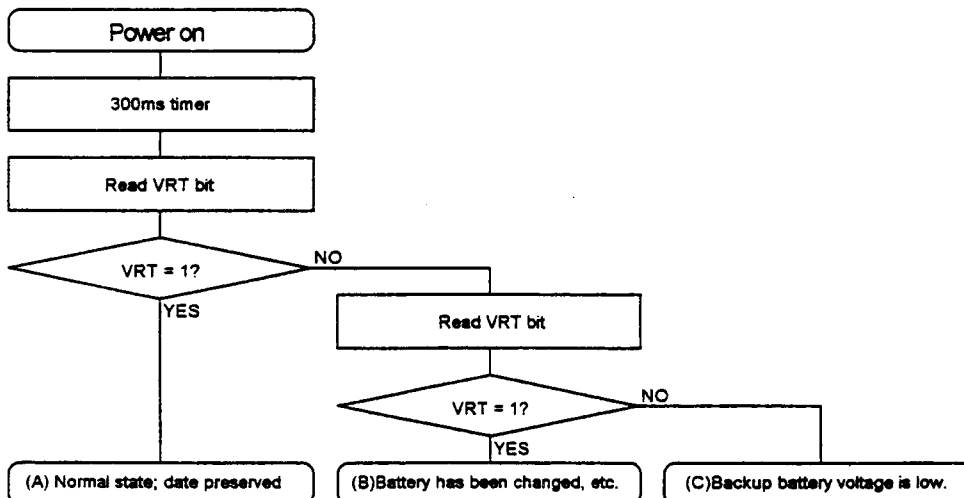 Power on
300ms timer
Read VRT bit
VRT = 1?
NO
YES
Read VRT bit
VRT = 1?
NO
YES
(A) Normal state; date preserved
(B)Battery has been changed, etc.
(C)Backup battery voltage is low.